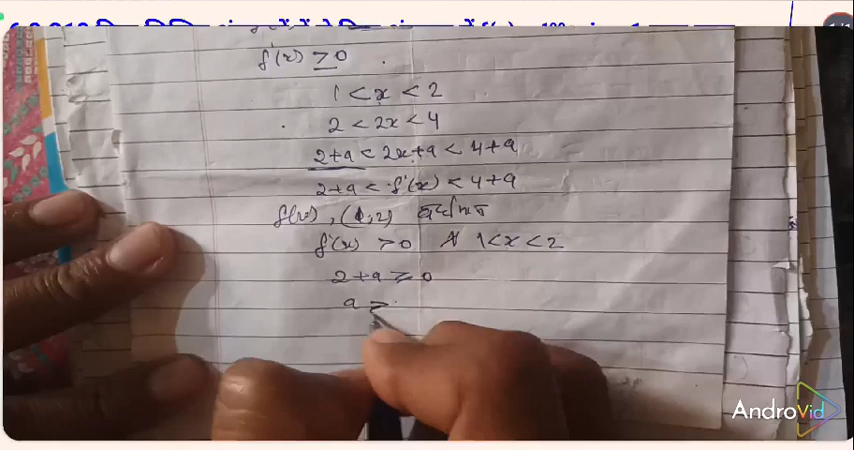 f'(x) ≥ 0 .
1 < x < 2
2 < 2x < 4
2+a < 2x+a < 4+a
2+a < f'(x) < 4+a
f(x), (1,2) वर्धमान
f'(x) > 0 ∀ 1<x<2
2+a ≥ 0
a ≥
AndroVid